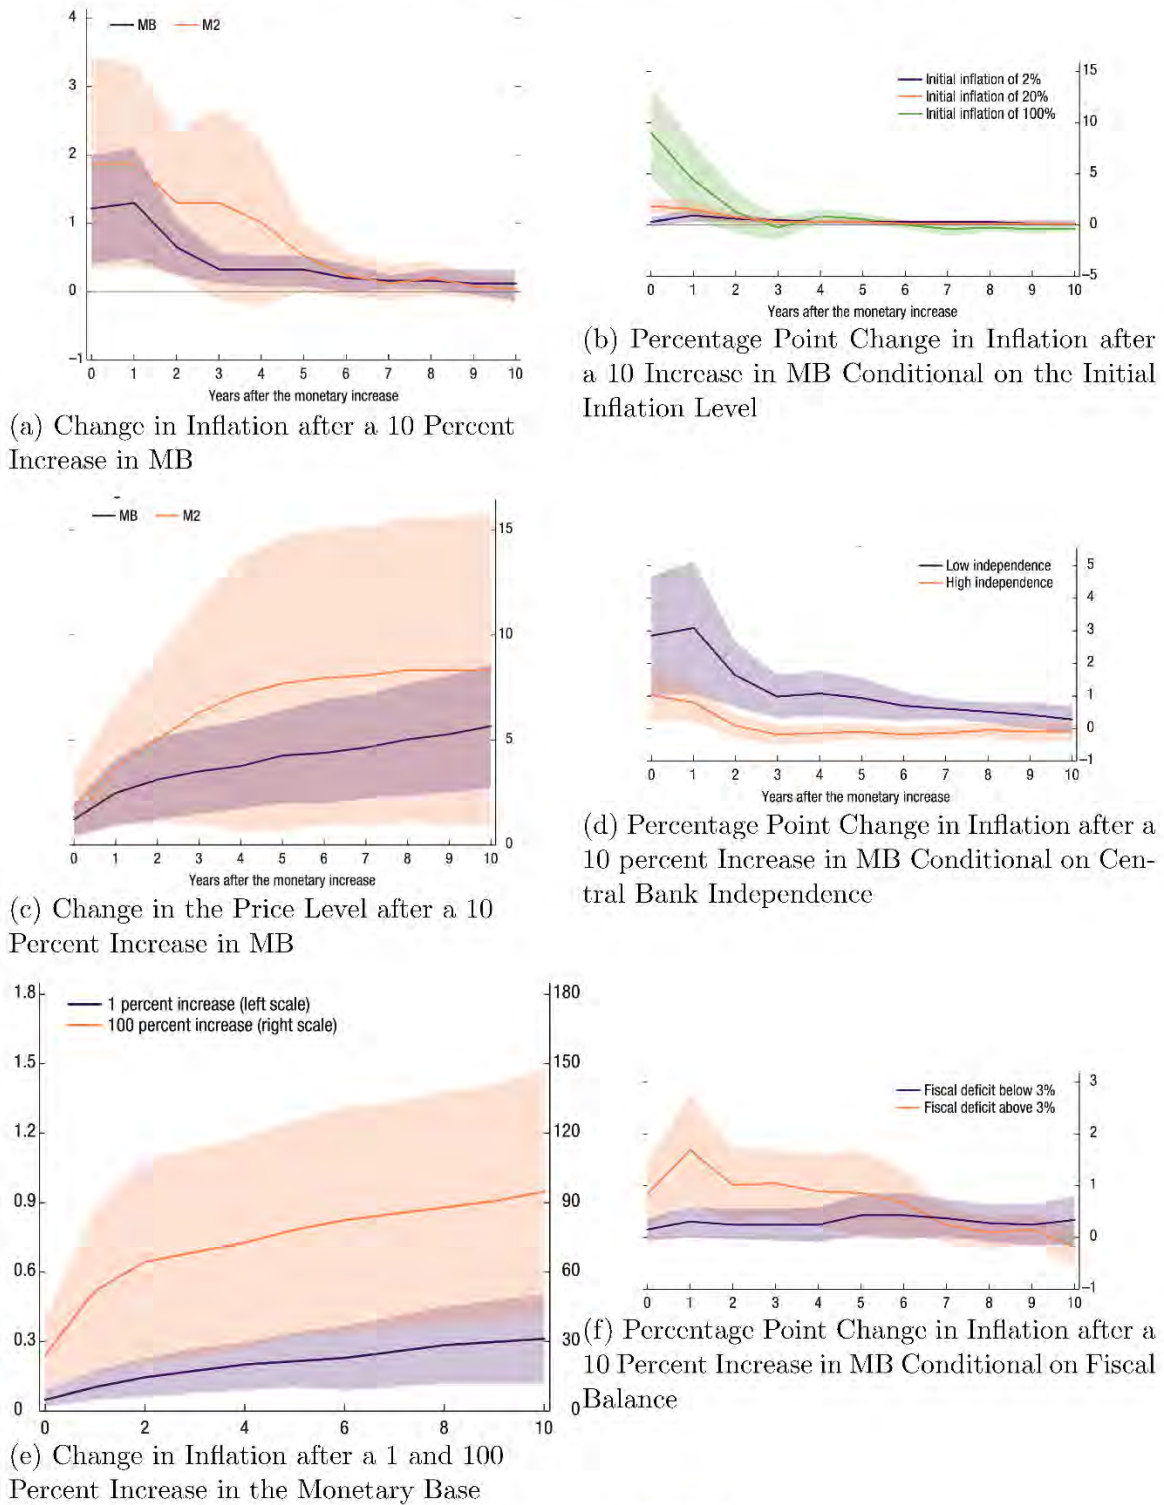 4
3
2
1
0
−1
MB M2
0 1 2 3 4 5 6 7 8 9 10
Years after the monetary increase
(a) Change in Inflation after a 10 Percent
Increase in MB
Initial inflation of 2%
Initial inflation of 20%
Initial inflation of 100%
15
10
5
0
−5
0 1 2 3 4 5 6 7 8 9 10
Years after the monetary increase
(b) Percentage Point Change in Inflation after
a 10 Increase in MB Conditional on the Initial
Inflation Level
MB M2
15
10
5
0
0 1 2 3 4 5 6 7 8 9 10
Years after the monetary increase
(c) Change in the Price Level after a 10
Percent Increase in MB
Low independence
High independence
5
4
3
2
1
0
−1
0 1 2 3 4 5 6 7 8 9 10
Years after the monetary increase
(d) Percentage Point Change in Inflation after a
10 percent Increase in MB Conditional on Cen-
tral Bank Independence
1.8
1.5
1.2
0.9
0.6
0.3
0
1 percent increase (left scale)
100 percent increase (right scale)
180
150
120
90
60
30
0
0 2 4 6 8 10
(e) Change in Inflation after a 1 and 100
Percent Increase in the Monetary Base
Fiscal deficit below 3%
Fiscal deficit above 3%
3
2
1
0
−1
0 1 2 3 4 5 6 7 8 9 10
(f) Percentage Point Change in Inflation after a
10 Percent Increase in MB Conditional on Fiscal
Balance